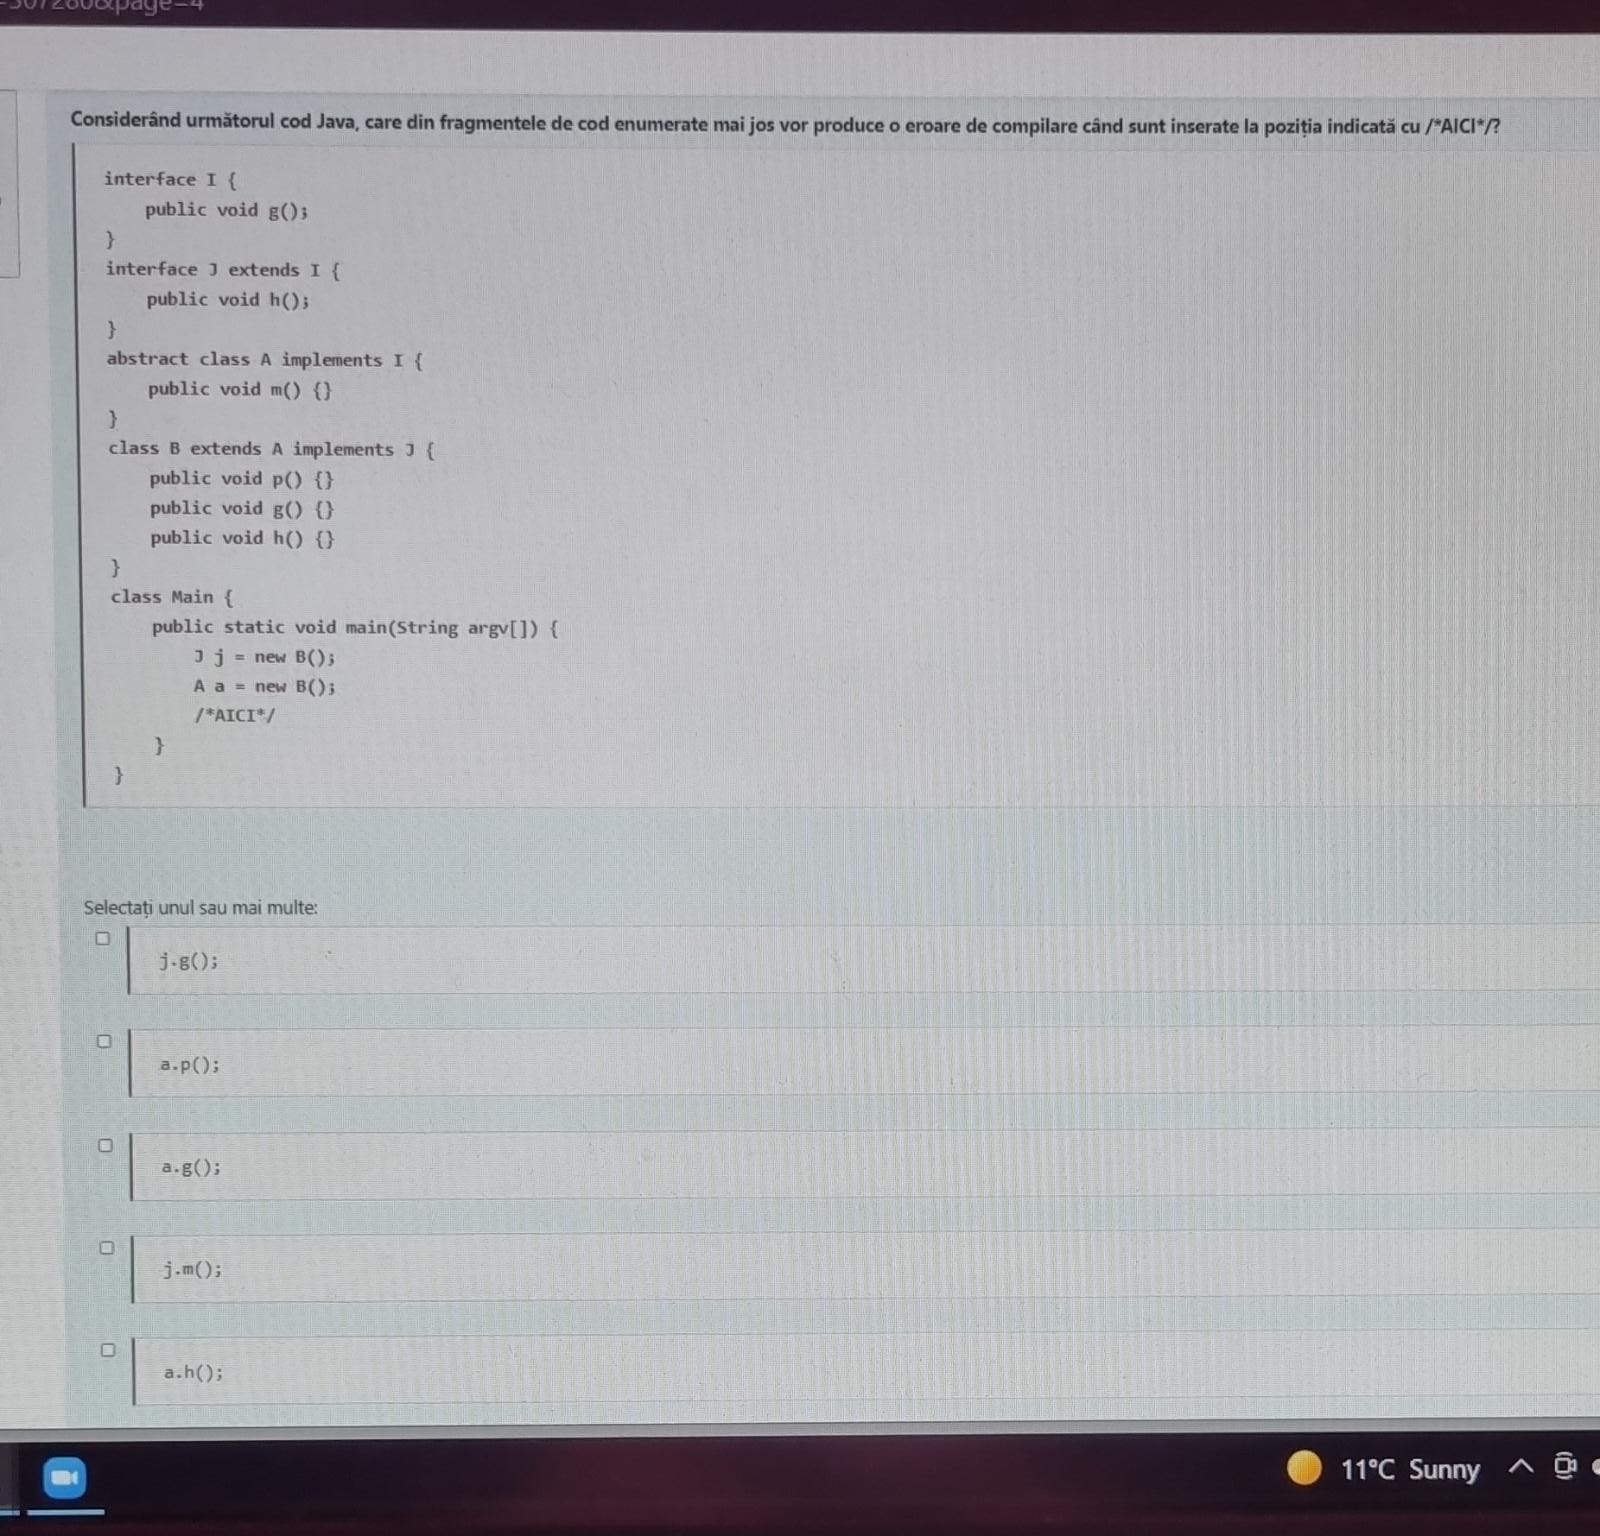 Considerând următorul cod Java, care din fragmentele de cod enumerate mai jos vor produce o eroare de compilare când sunt inserate la poziția indicată cu /*AICI*/?
interface I {
public void g();
}
interface J extends I {
public void h();
}
abstract class A implements I {
public void m() {}
}
class B extends A implements J {
public void p() {}
public void g() {}
public void h() {}
}
class Main {
public static void main(String argv[]) {
J j = new B();
A a = new B();
/*AICI*/
}
}
Selectați unul sau mai multe:
j.g();
a.p();
a.g();
j.m();
a.h();
11°C Sunny